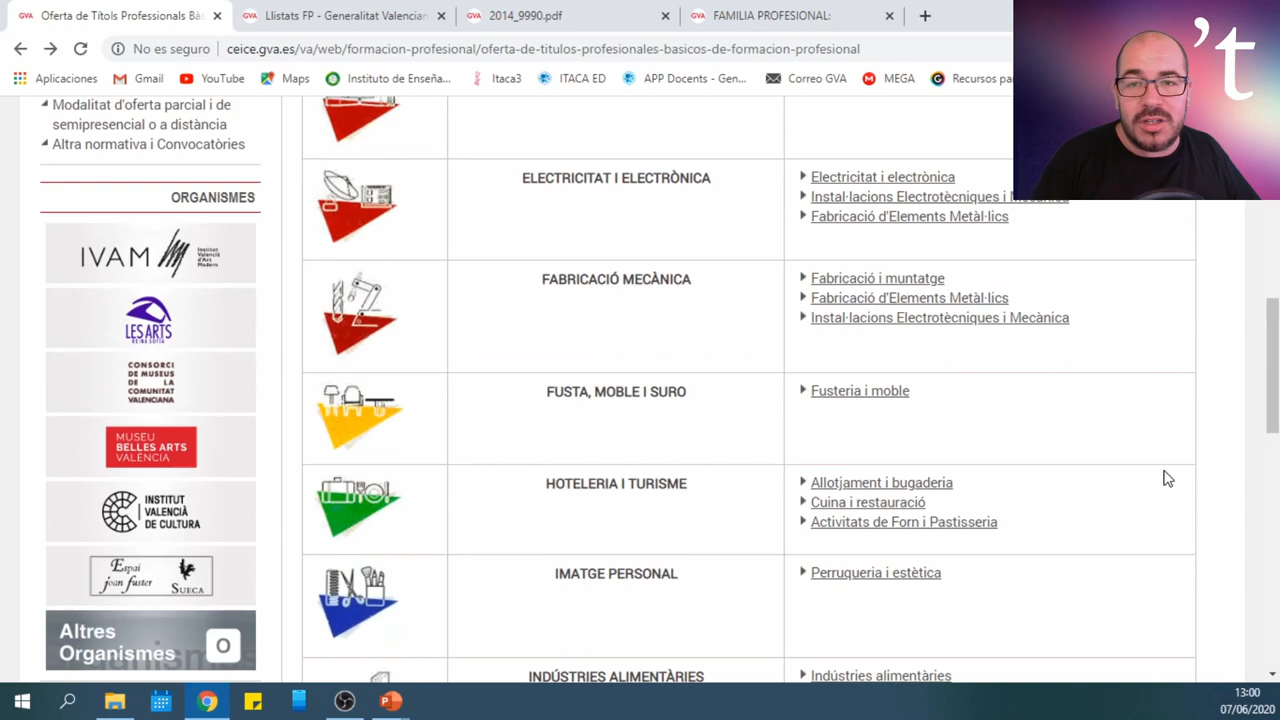 Oferta de Títols Professionals Bàs
Llistats FP - Generalitat Valencian
GVA
2014_9990.pdf
GVA
FAMILIA PROFESIONAL:
No es seguro
ceice.gva.es/va/web/formacion-profesional/oferta-de-titulos-profesionales-basicos-de-formacion-profesional
't
Aplicaciones
Gmail
YouTube
Maps
Instituto de Enseña...
Itaca3
ITACA ED
APP Docents - Gen...
Correo GVA
MEGA
Recursos pa
Modalitat d'oferta parcial i de
semipresencial o a distància
Altra normativa i Convocatòries
ORGANISMES
IVAM
Institut
Valencià
d'Art
Modern
LES ARTS
REINA SOFÍA
CONSORCI
DE MUSEUS
DE LA
COMUNITAT
VALENCIANA
MUSEU
BELLES ARTS
VALÈNCIA
INSTITUT
VALENCIÀ
DE CULTURA
Espai
joan fuster
SUECA
Altres
Organismes
O
ELECTRICITAT I ELECTRÒNICA
Electricitat i electrònica
Instal·lacions Electrotècniques i
Fabricació d'Elements Metàl·lics
FABRICACIÓ MECÀNICA
Fabricació i muntatge
Fabricació d'Elements Metàl·lics
Instal·lacions Electrotècniques i Mecànica
FUSTA, MOBLE I SURO
Fusteria i moble
HOTELERIA I TURISME
Allotjament i bugaderia
Cuina i restauració
Activitats de Forn i Pastisseria
IMATGE PERSONAL
Perruqueria i estètica
INDÚSTRIES ALIMENTÀRIES
Indústries alimentàries
13:00
07/06/2020